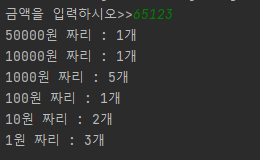 금액을 입력하시오>>65123
50000원 짜리 : 1개
10000원 짜리 : 1개
1000원 짜리 : 5개
100원 짜리 : 1개
10원 짜리 : 2개
1원 짜리 : 3개